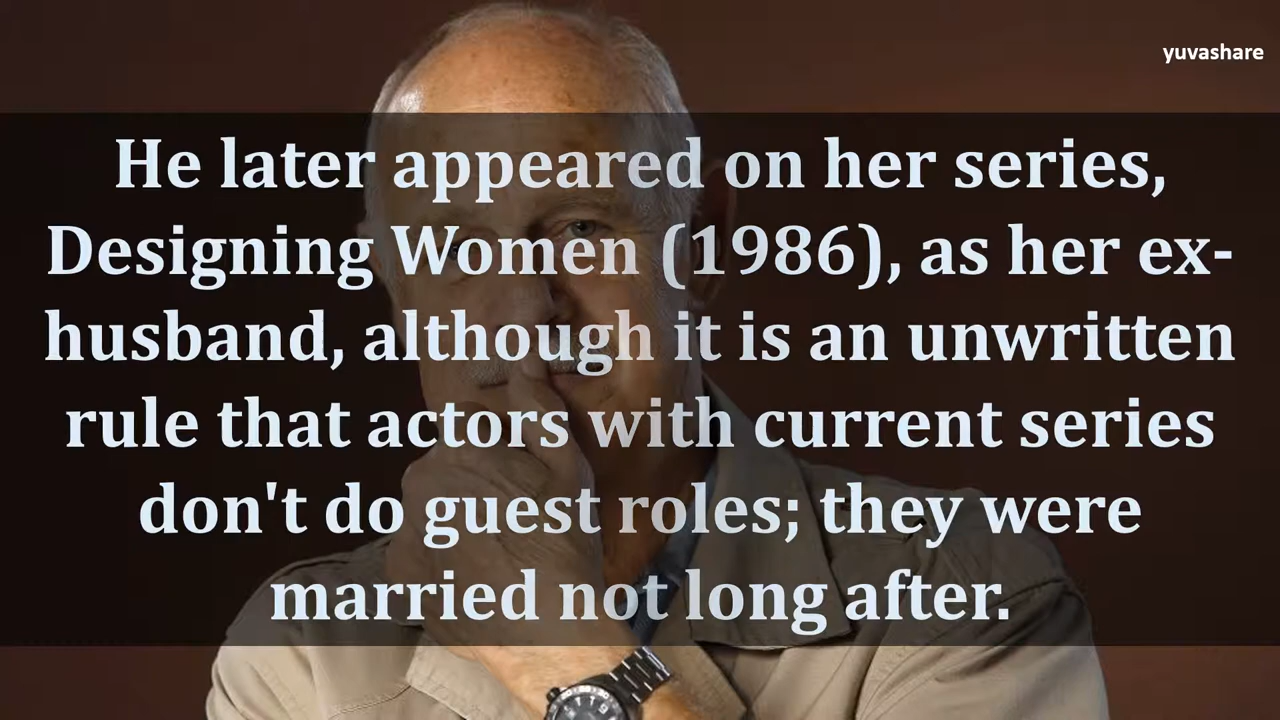 yuvashare
He later appeared on her series,
Designing Women (1986), as her ex-
husband, although it is an unwritten
rule that actors with current series
don't do guest roles; they were
married not long after.